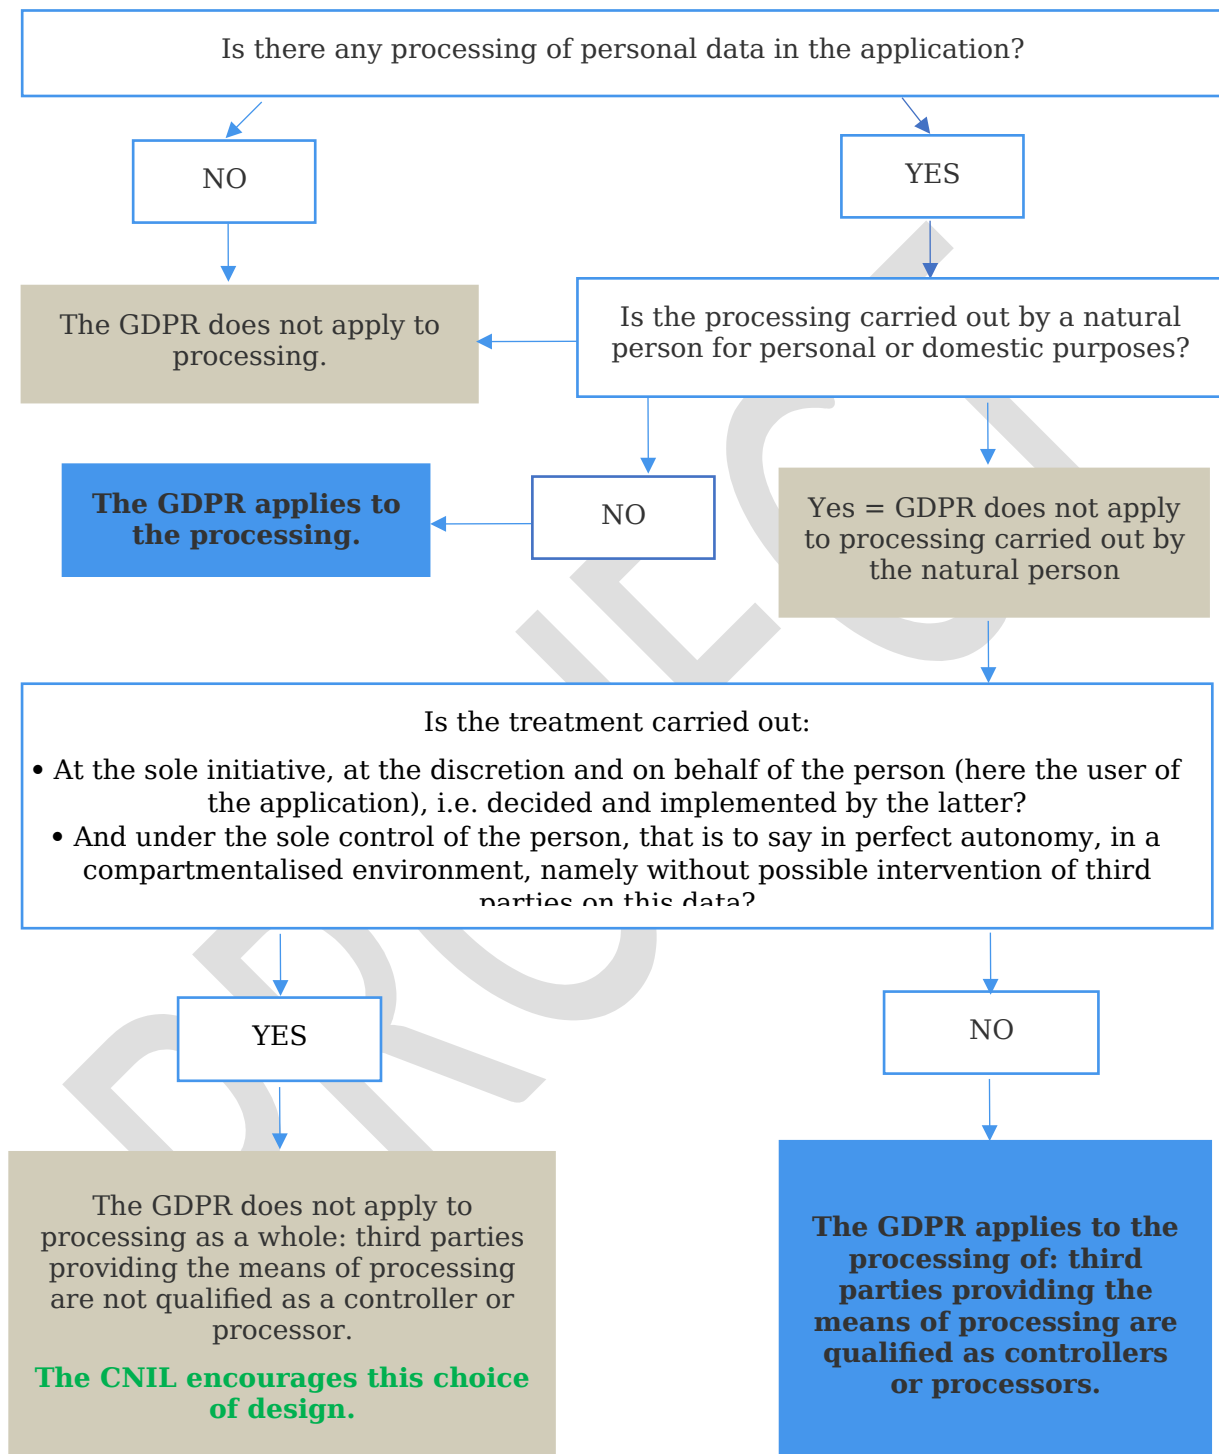 Is there any processing of personal data in the application?
NO
YES
The GDPR does not apply to
processing.
Is the processing carried out by a natural
person for personal or domestic purposes?
The GDPR applies to
the processing.
NO
Yes = GDPR does not apply
to processing carried out by
the natural person
Is the treatment carried out:
• At the sole initiative, at the discretion and on behalf of the person (here the user of
the application), i.e. decided and implemented by the latter?
• And under the sole control of the person, that is to say in perfect autonomy, in a
compartmentalised environment, namely without possible intervention of third
parties on this data?
YES
NO
The GDPR does not apply to
processing as a whole: third parties
providing the means of processing
are not qualified as a controller or
processor.
The CNIL encourages this choice
of design.
The GDPR applies to the
processing of: third
parties providing the
means of processing are
qualified as controllers
or processors.